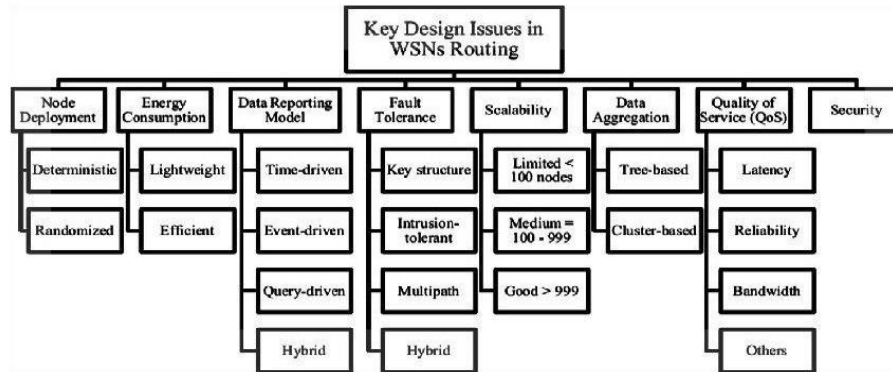 Key Design Issues in
WSNs Routing
Node
Deployment
Energy
Consumption
Data Reporting
Model
Fault
Tolerance
Scalability
Data
Aggregation
Quality of
Service (QoS)
Security
Deterministic
Randomized
Lightweight
Efficient
Time-driven
Event-driven
Query-driven
Hybrid
Key structure
Intrusion-
tolerant
Multipath
Hybrid
Limited <
100 nodes
Medium =
100 - 999
Good > 999
Tree-based
Cluster-based
Latency
Reliability
Bandwidth
Others